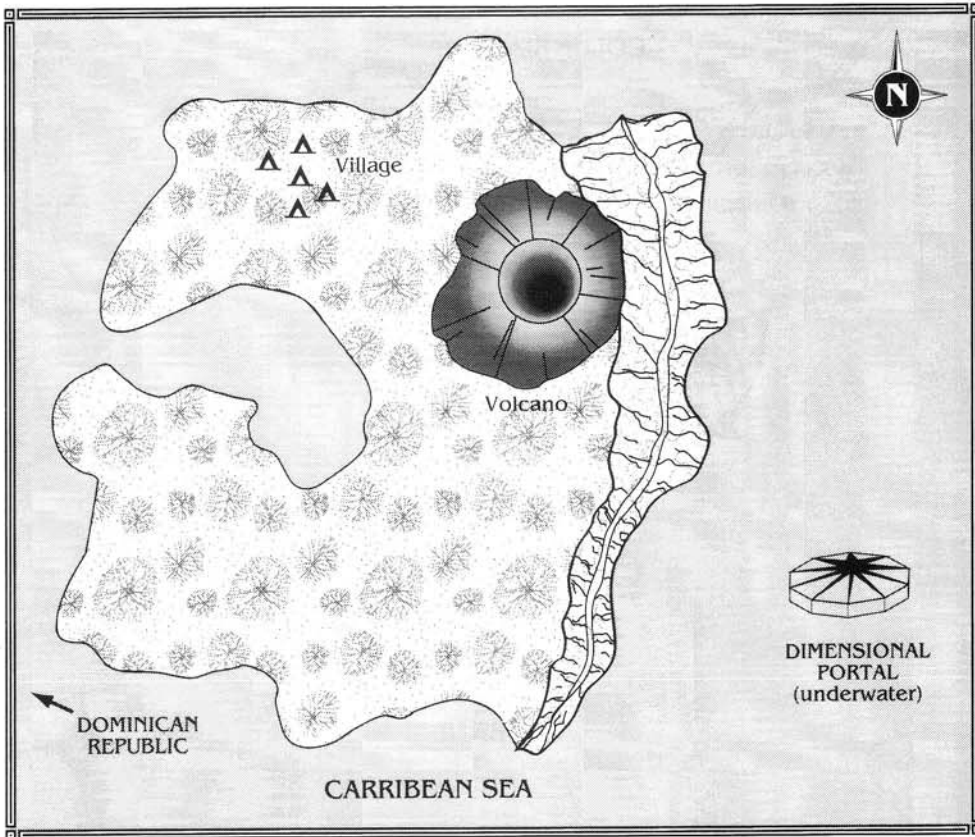 N
Village
Volcano
DIMENSIONAL
PORTAL
(underwater)
DOMINICAN
REPUBLIC
CARRIBEAN SEA